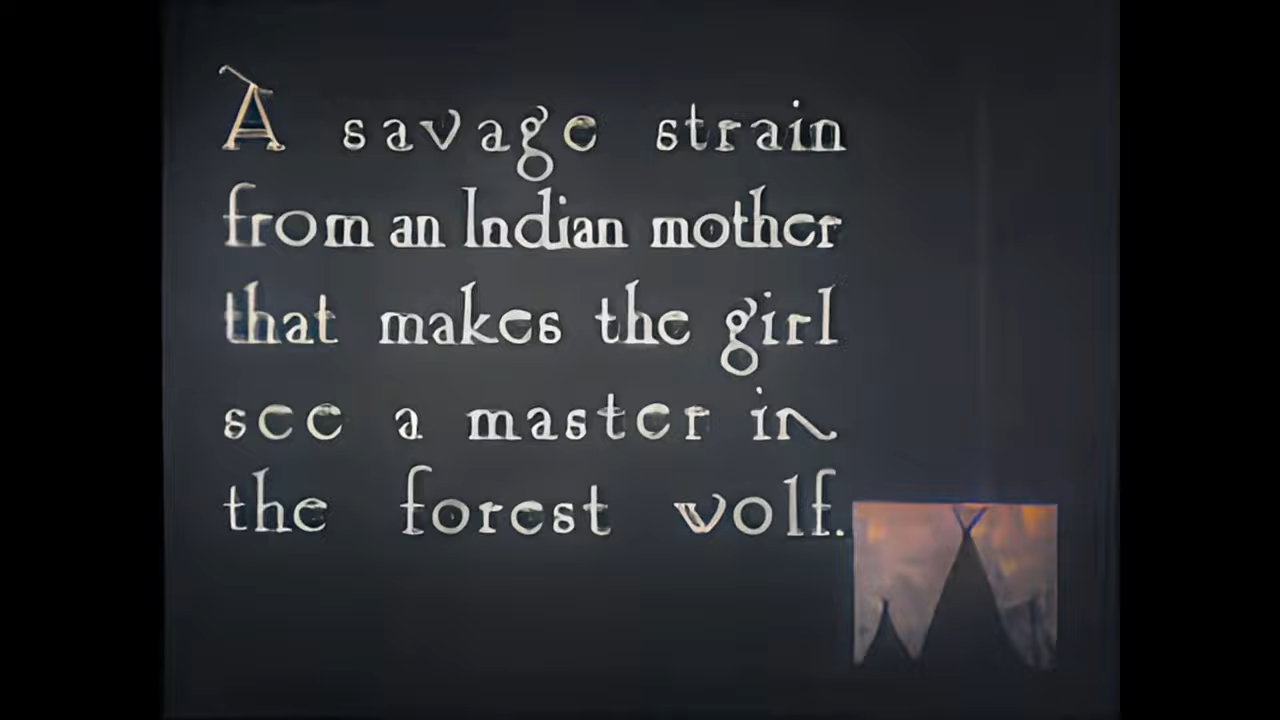 A savage strain
from an Indian mother
that makes the girl
see a master in
the forest wolf.